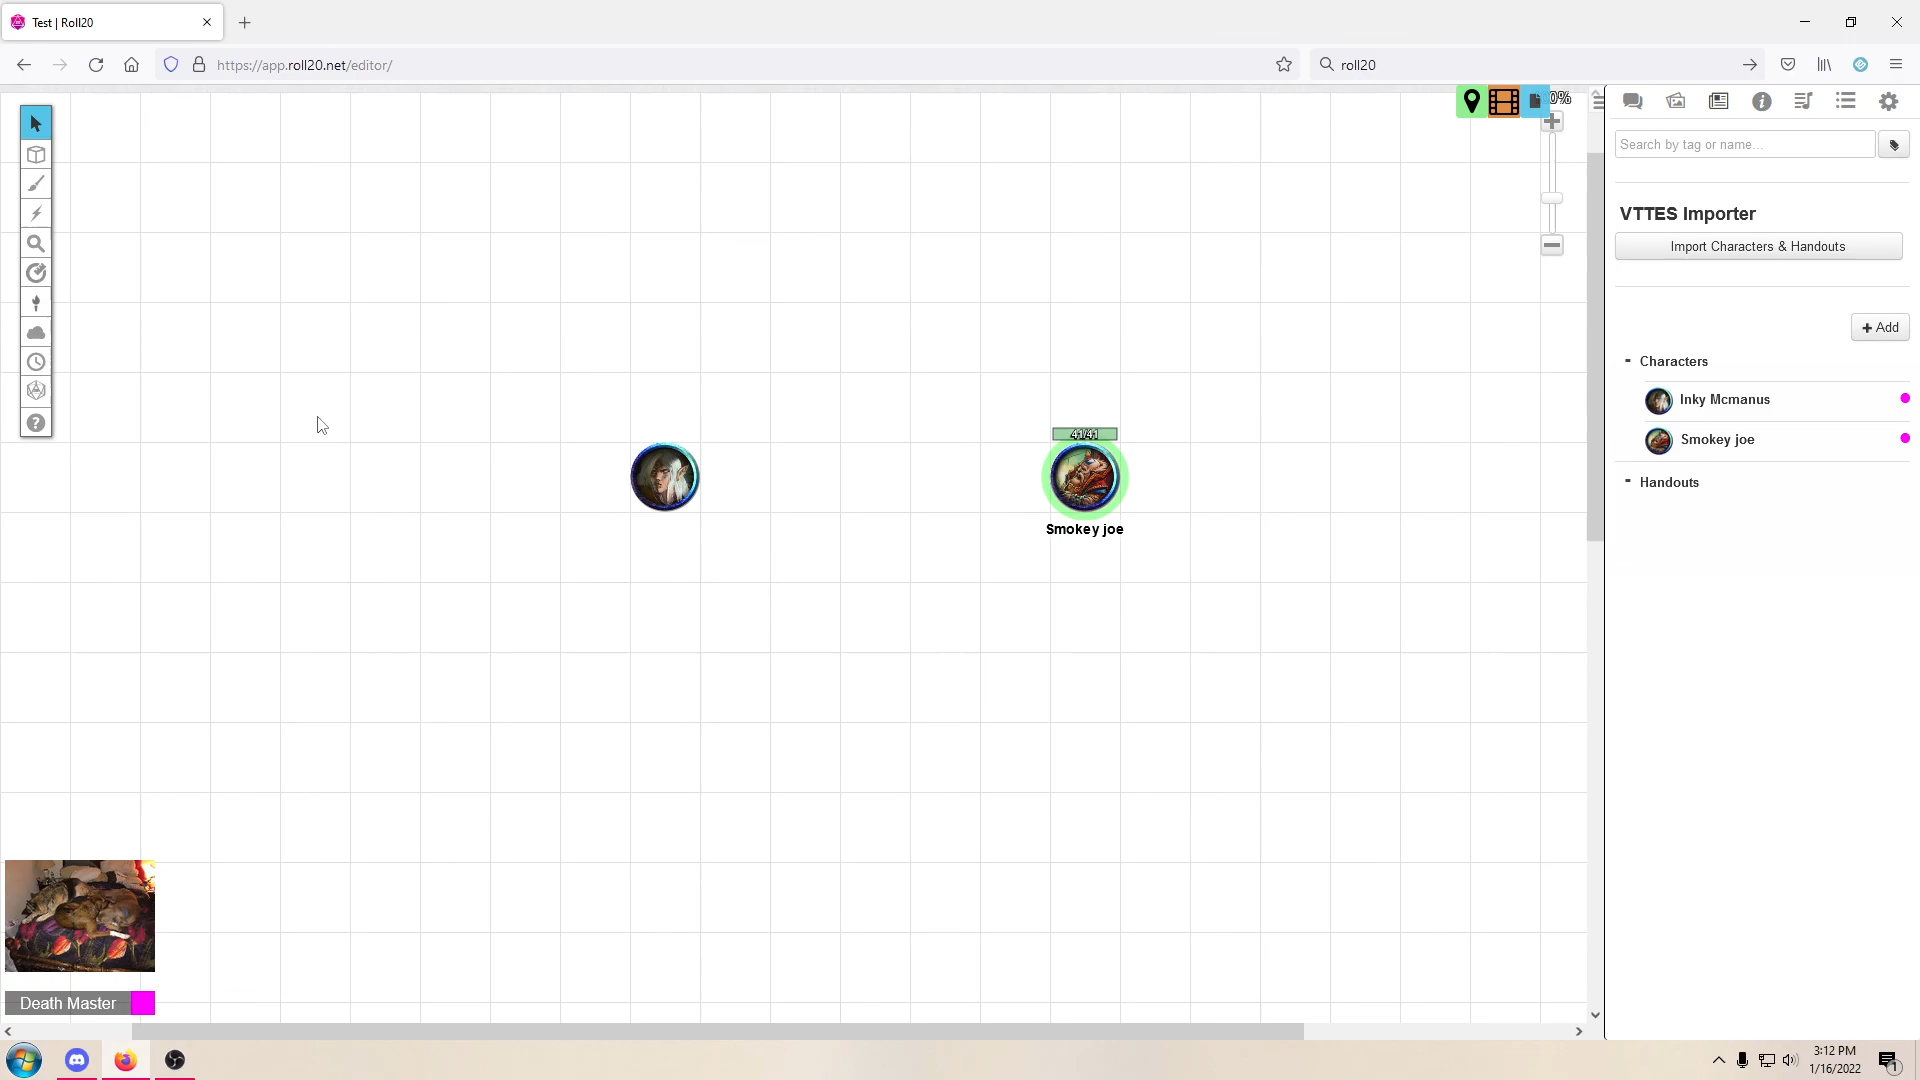 Test | Roll20
https://app.roll20.net/editor/
roll20
0%
Search by tag or name...
VTTES Importer
Import Characters & Handouts
Add
Characters
Inky Mcmanus
Smokey joe
Handouts
41/41
Smokey joe
Death Master
3:12 PM
1/16/2022
1